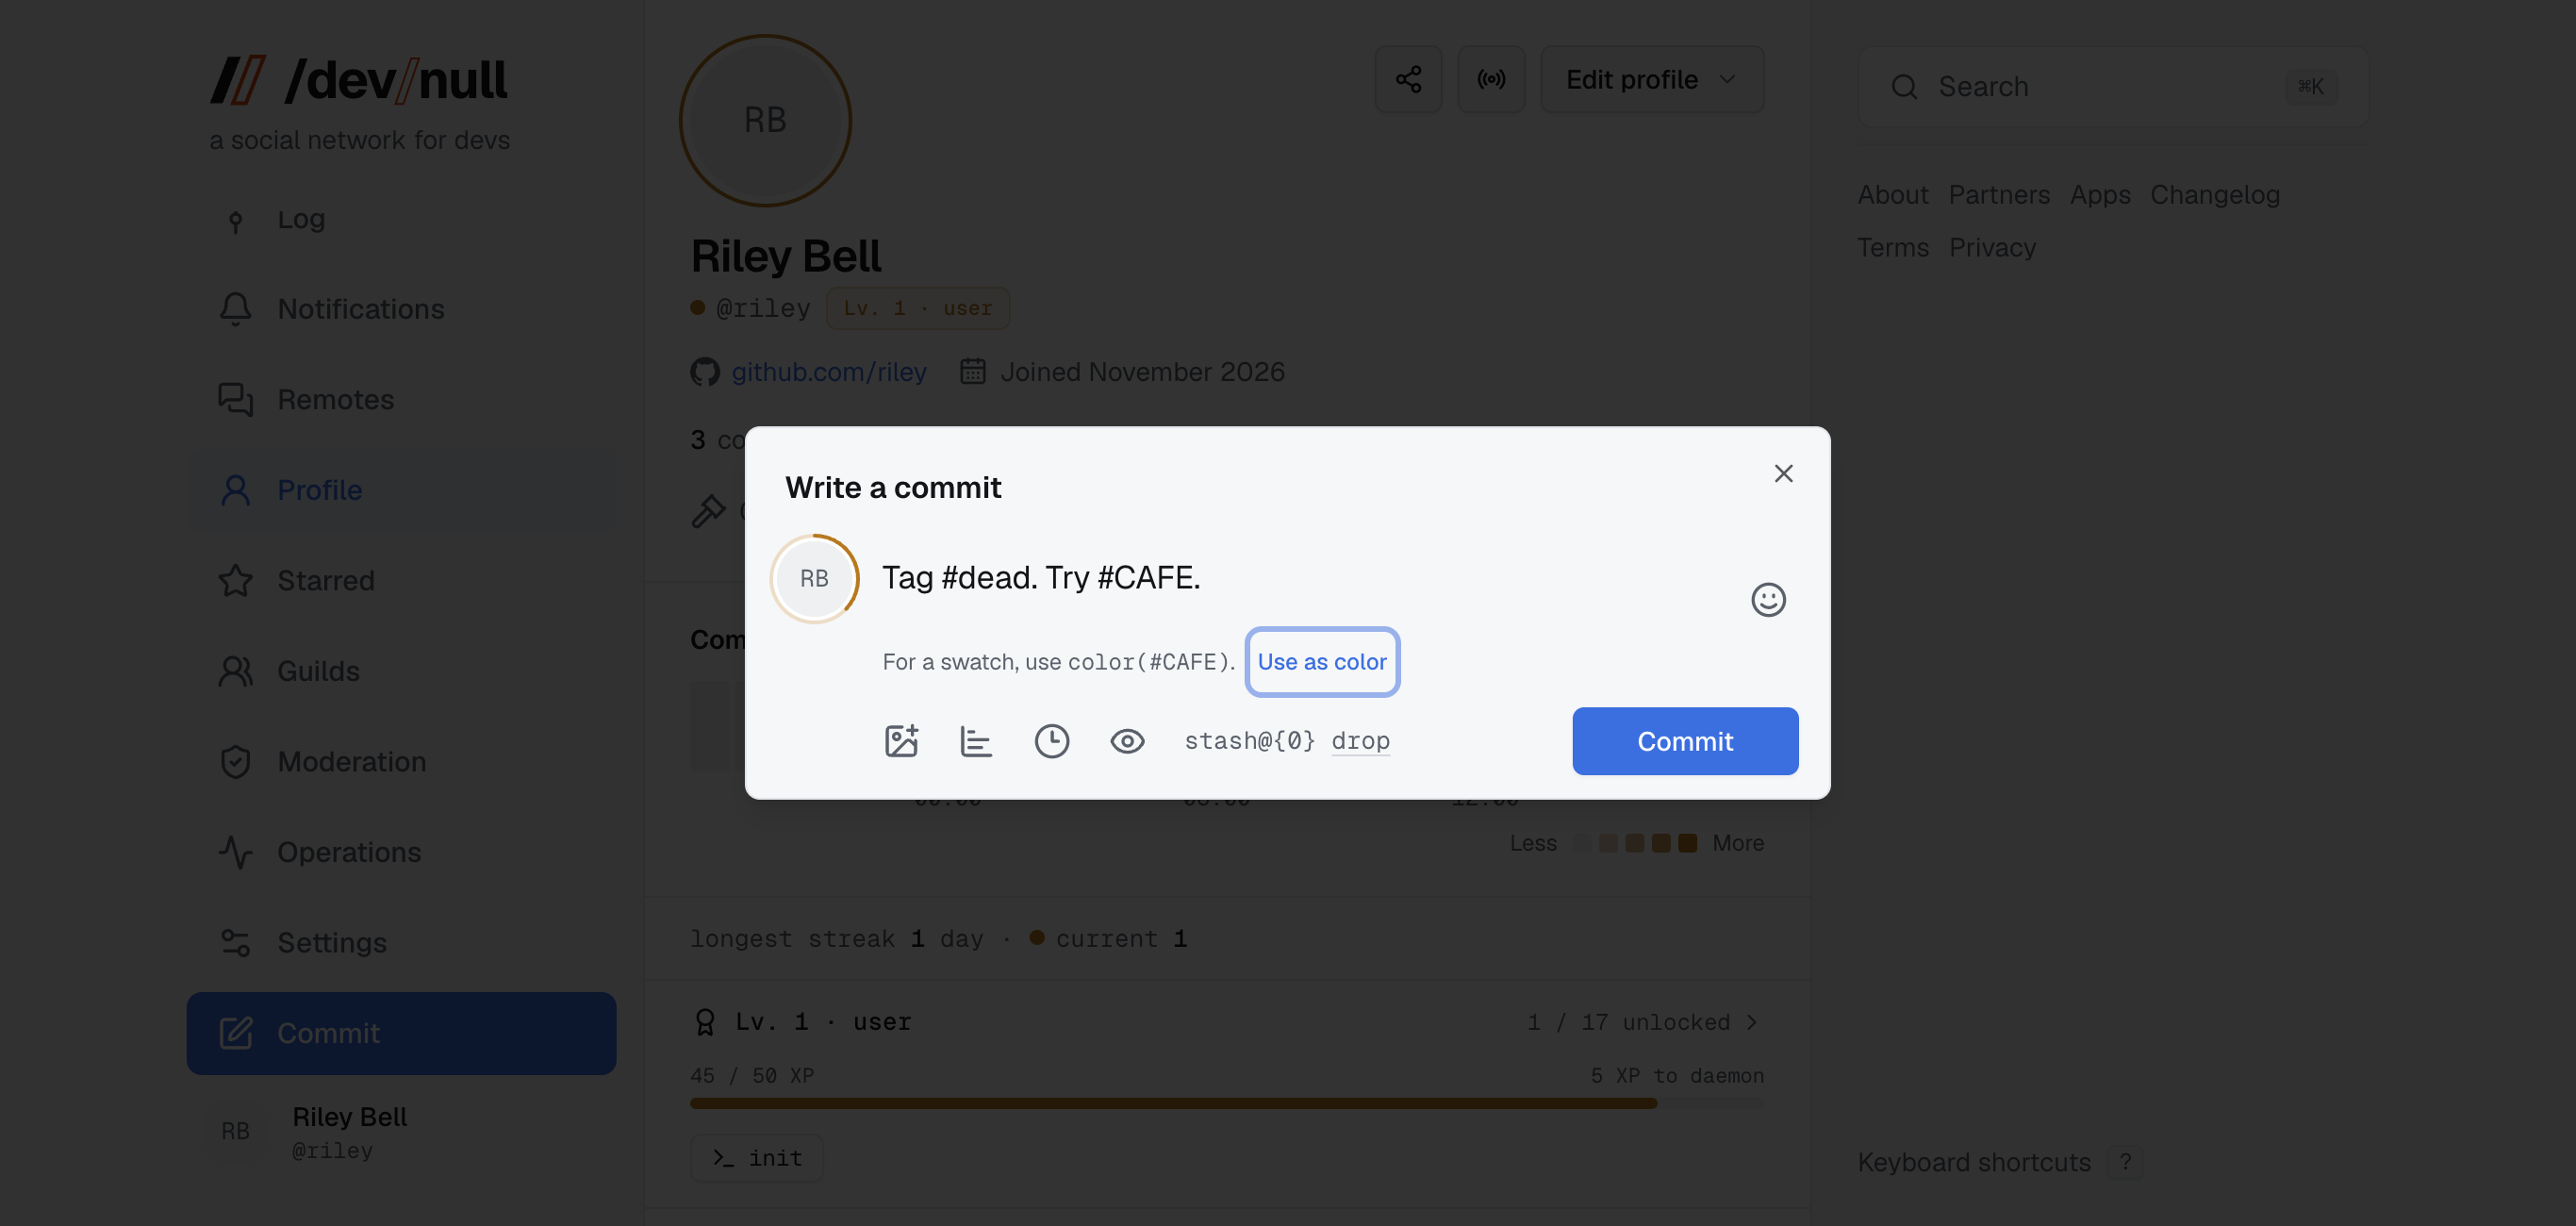 /dev//null
a social network for devs
Log
Notifications
Remotes
Profile
Starred
Guilds
Moderation
Operations
Settings
Commit
RB
Riley Bell
@riley
RB
Edit profile
Riley Bell
@riley
Lv. 1 · user
github.com/riley
Joined November 2026
3 co
Com
Write a commit
RB
Tag #dead. Try #CAFE.
For a swatch, use color(#CAFE). Use as color
stash@{0} drop
Commit
Less
More
longest streak 1 day · current 1
Lv. 1 · user
1 / 17 unlocked
45 / 50 XP
5 XP to daemon
init
Search
⌘K
About Partners Apps Changelog
Terms Privacy
Keyboard shortcuts ?